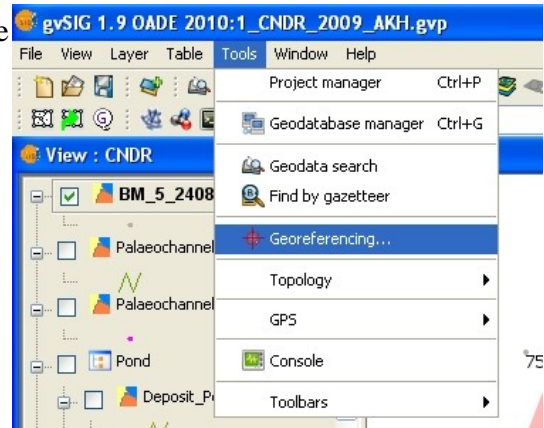 e
gvSIG 1.9 OADE 2010:1_CNDR_2009_AKH.gvp
File View Layer Table Tools Window Help
Project manager Ctrl+P
Geodatabase manager Ctrl+G
View : CNDR
Geodata search
BM_5_2408
Find by gazetteer
Palaeochannel
Georeferencing...
Topology
Palaeochannel
GPS
Pond
Console
75
Deposit_P
Toolbars